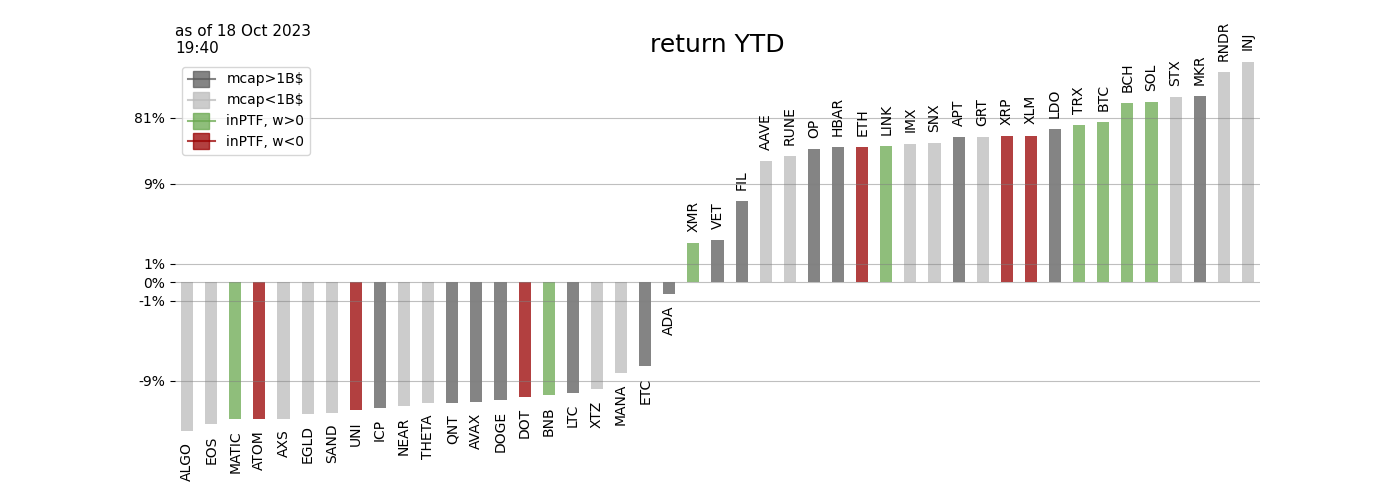 as of 18 Oct 2023
19:40
return YTD
mcap>1B$
mcap<1B$
inPTF, w>0
inPTF, w<0
81%
9%
1%
0%
-1%
-9%
ALGO
EOS
MATIC
ATOM
AXS
EGLD
SAND
UNI
ICP
NEAR
THETA
QNT
AVAX
DOGE
DOT
BNB
LTC
XTZ
MANA
ETC
ADA
XMR
VET
FIL
AAVE
RUNE
OP
HBAR
ETH
LINK
IMX
SNX
APT
GRT
XRP
XLM
LDO
TRX
BTC
BCH
SOL
STX
MKR
RNDR
INJ